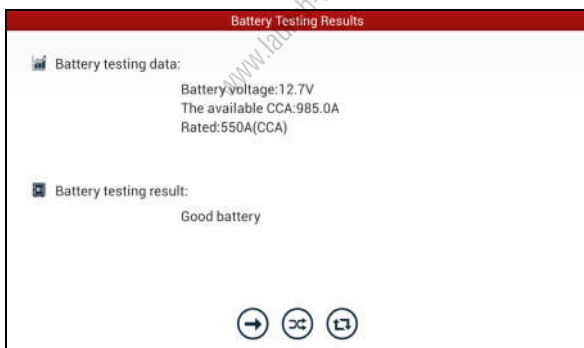 Battery Testing Results
Battery testing data:
Battery voltage:12.7V
The available CCA:985.0A
Rated:550A(CCA)
Battery testing result:
Good battery